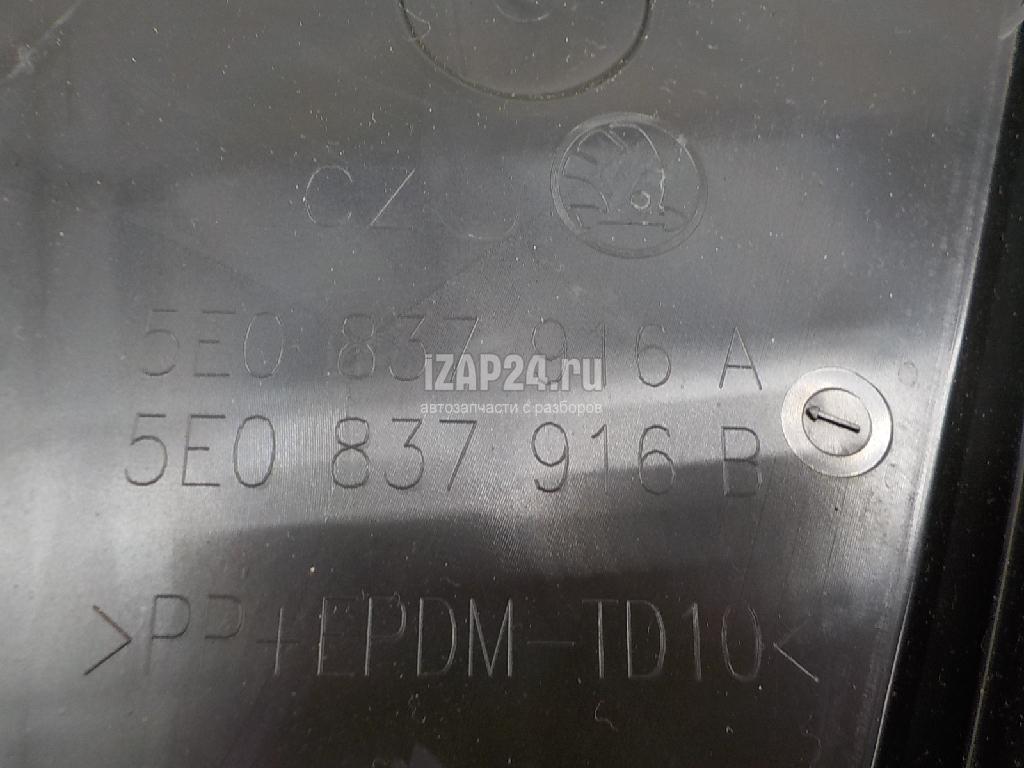 CZ
5E0 837 916 A
iZAP24.ru
автозапчасти с разборов
5E0 837 916 B
>PP+EPDM-TD10<